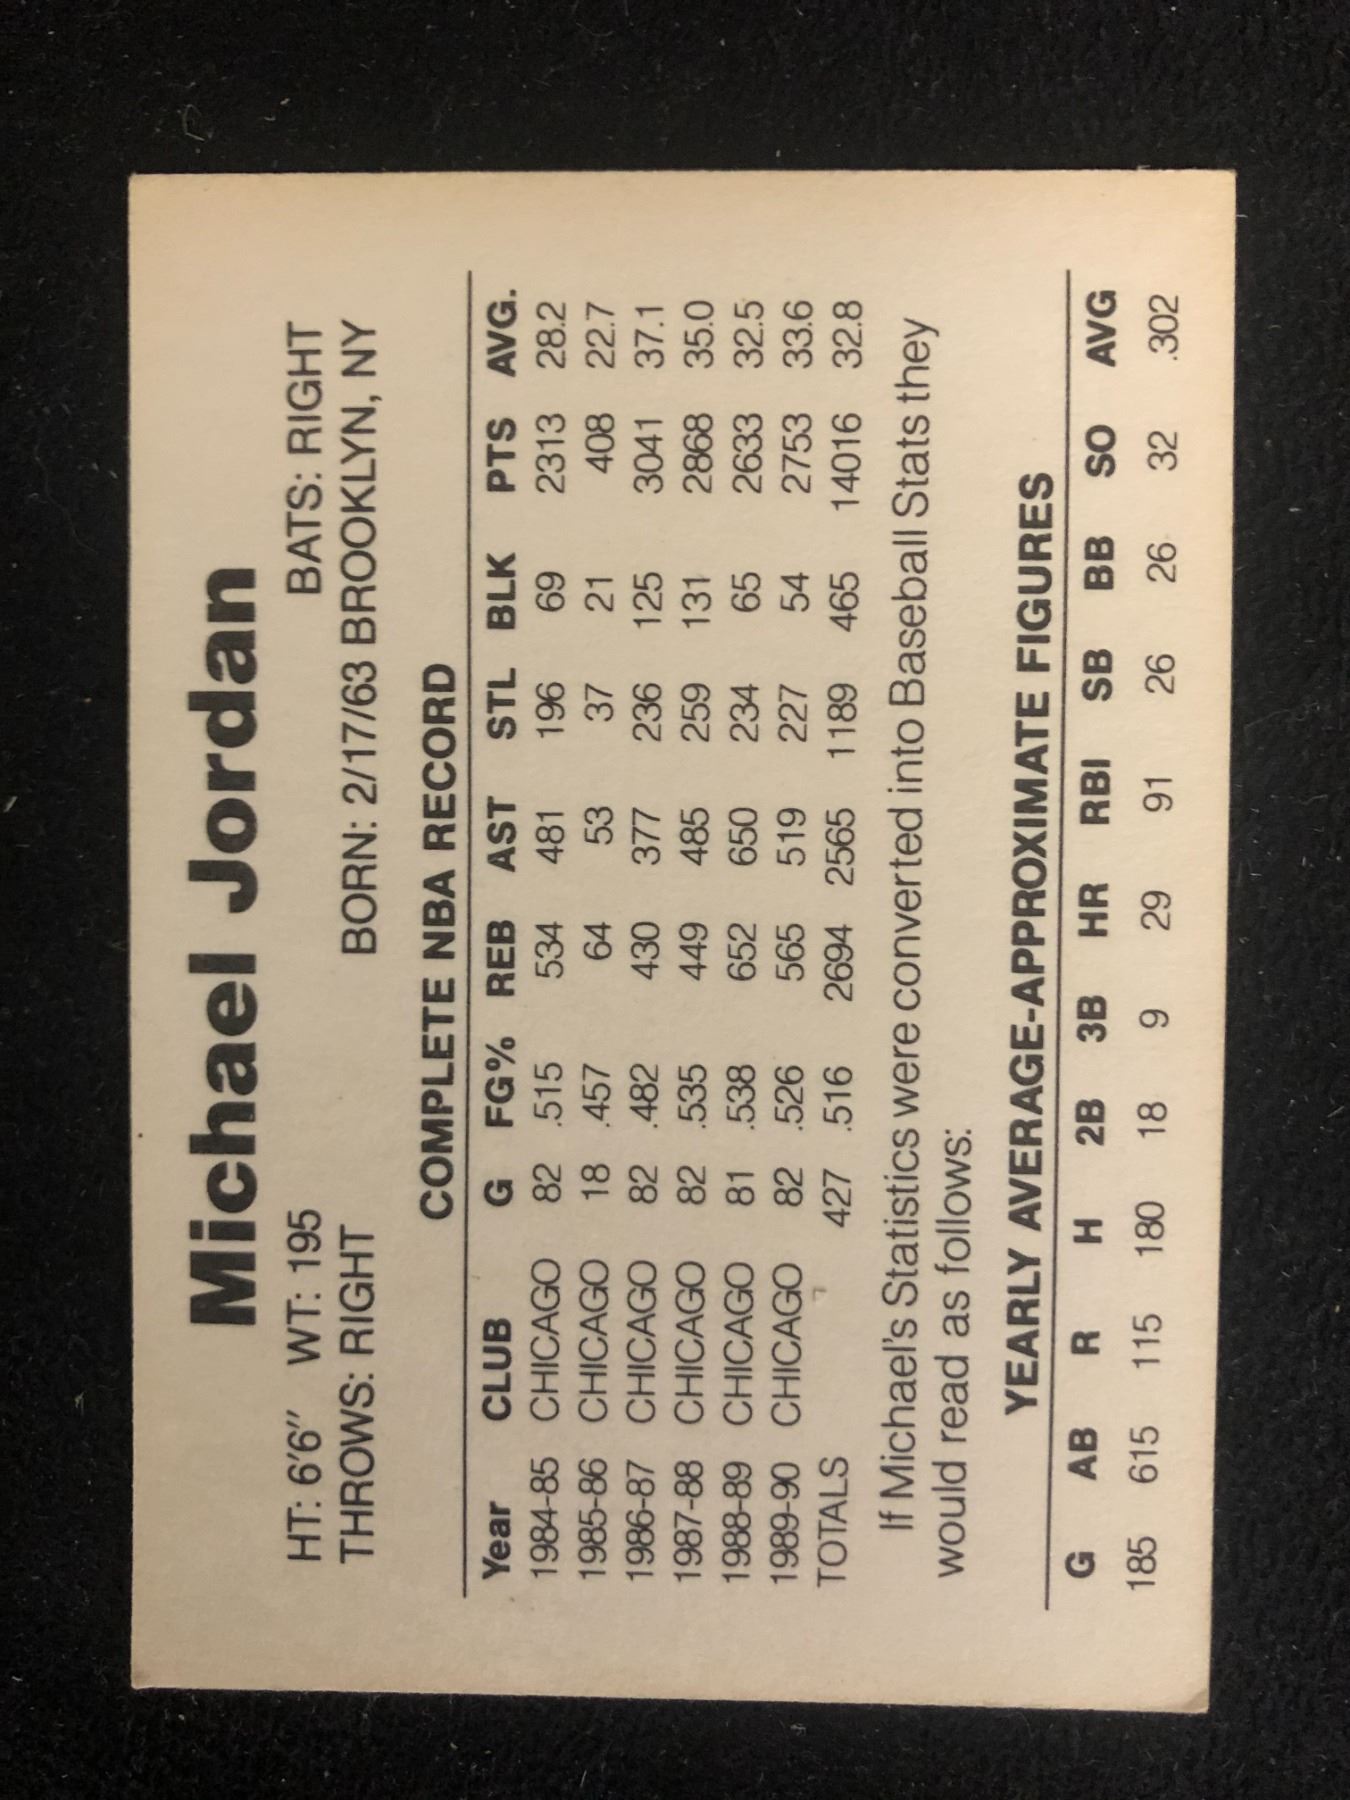 Michael Jordan
HT: 6'6" WT: 195 BATS: RIGHT
THROWS: RIGHT BORN: 2/17/63 BROOKLYN, NY
COMPLETE NBA RECORD
Year CLUB G FG% REB AST STL BLK PTS AVG.
1984-85 CHICAGO 82 .515 534 481 196 69 2313 28.2
1985-86 CHICAGO 18 .457 64 53 37 21 408 22.7
1986-87 CHICAGO 82 .482 430 377 236 125 3041 37.1
1987-88 CHICAGO 82 .535 449 485 259 131 2868 35.0
1988-89 CHICAGO 81 .538 652 650 234 65 2633 32.5
1989-90 CHICAGO 82 .526 565 519 227 54 2753 33.6
TOTALS 427 .516 2694 2565 1189 465 14016 32.8
If Michael's Statistics were converted into Baseball Stats they
would read as follows:
YEARLY AVERAGE-APPROXIMATE FIGURES
G AB R H 2B 3B HR RBI SB BB SO AVG
185 615 115 180 18 9 29 91 26 26 32 .302